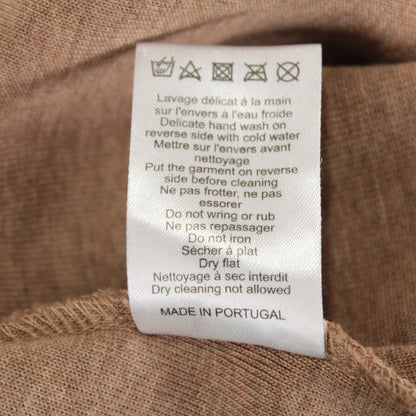 Lavage délicat à la main
sur l'envers à l'eau froide
Delicate hand wash on
reverse side with cold water
Mettre sur l'envers avant
nettoyage
Put the garment on reverse
side before cleaning
Ne pas frotter, ne pas
essorer
Do not wring or rub
Ne pas repassager
Do not iron
Sécher à plat
Dry flat
Nettoyage à sec interdit
Dry cleaning not allowed
MADE IN PORTUGAL